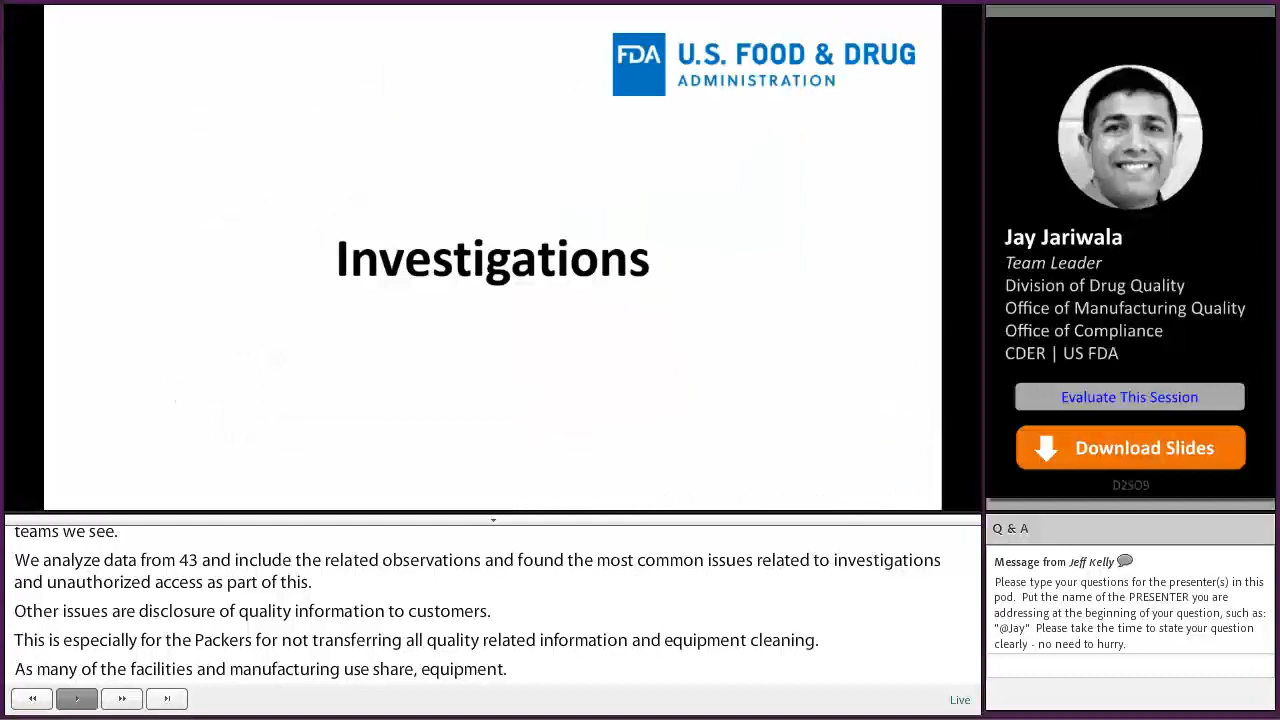 FDA U.S. FOOD & DRUG
ADMINISTRATION
Investigations
Jay Jariwala
Team Leader
Division of Drug Quality
Office of Manufacturing Quality
Office of Compliance
CDER | US FDA
Evaluate This Session
Download Slides
D2S09
teams we see.
We analyze data from 43 and include the related observations and found the most common issues related to investigations
and unauthorized access as part of this.
Other issues are disclosure of quality information to customers.
This is especially for the Packers for not transferring all quality related information and equipment cleaning.
As many of the facilities and manufacturing use share, equipment.
Live
Q & A
Message from Jeff Kelly
Please type your questions for the presenter(s) in this
pod. Put the name of the PRESENTER you are
addressing at the beginning of your question, such as:
"@Jay" Please take the time to state your question
clearly - no need to hurry.